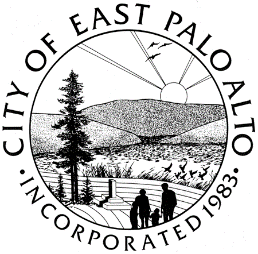 CITY OF EAST PALO ALTO
• INCORPORATED 1983 •